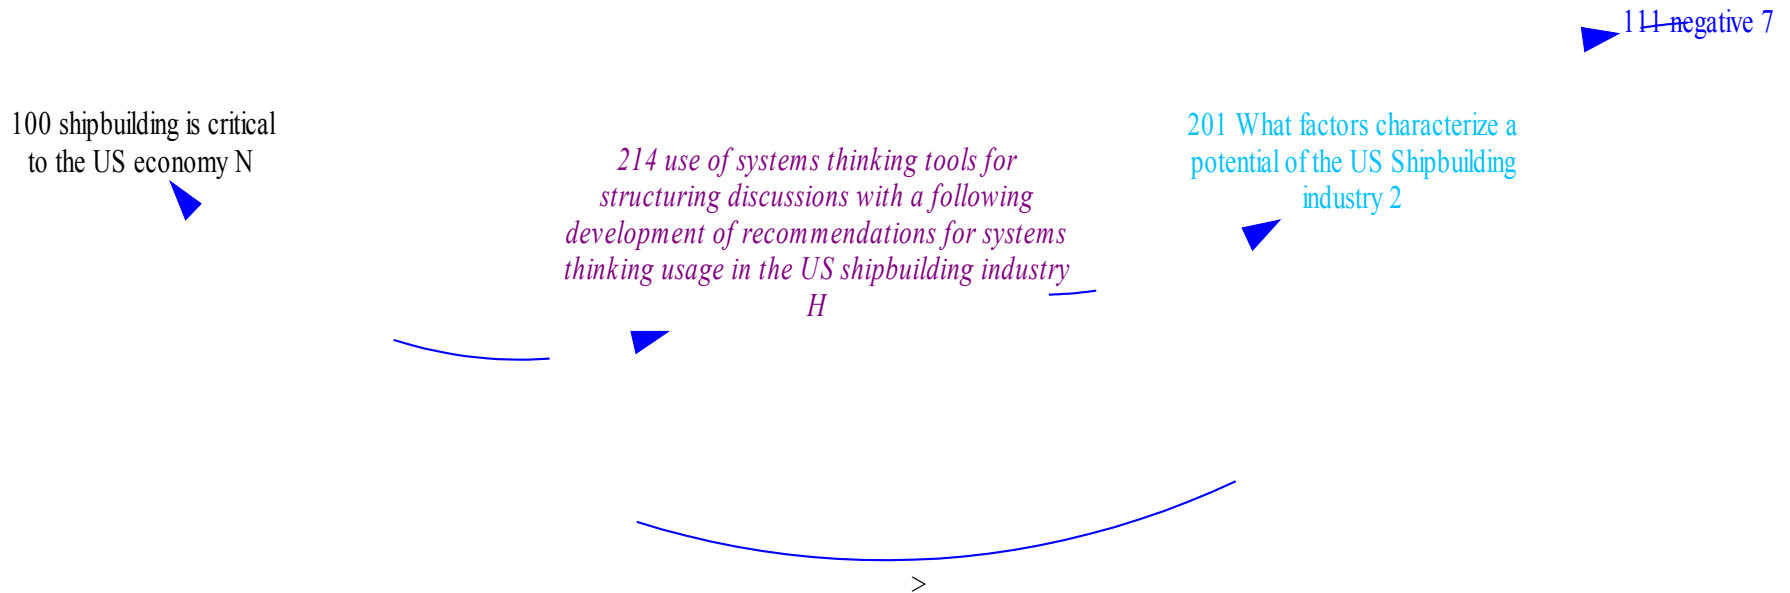 111 negative 7
100 shipbuilding is critical
to the US economy N
214 use of systems thinking tools for
structuring discussions with a following
development of recommendations for systems
thinking usage in the US shipbuilding industry
H
201 What factors characterize a
potential of the US Shipbuilding
industry 2
>